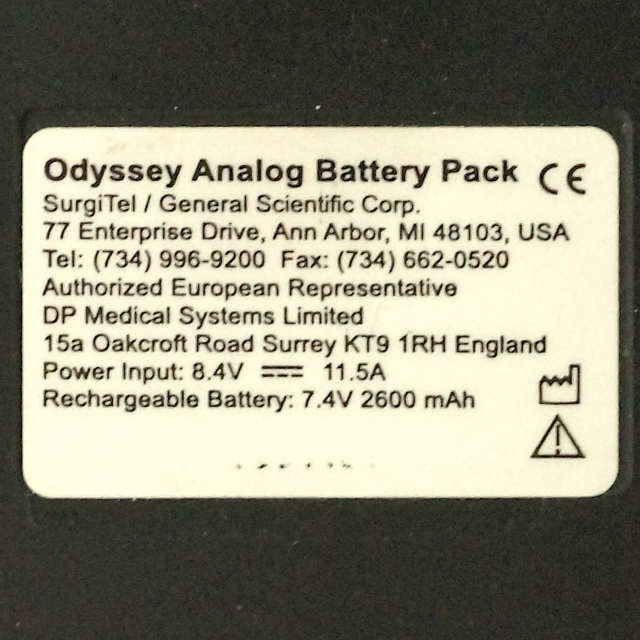 Odyssey Analog Battery Pack CE
SurgiTel / General Scientific Corp.
77 Enterprise Drive, Ann Arbor, MI 48103, USA
Tel: (734) 996-9200 Fax: (734) 662-0520
Authorized European Representative
DP Medical Systems Limited
15a Oakcroft Road Surrey KT9 1RH England
Power Input: 8.4V 11.5A
Rechargeable Battery: 7.4V 2600 mAh